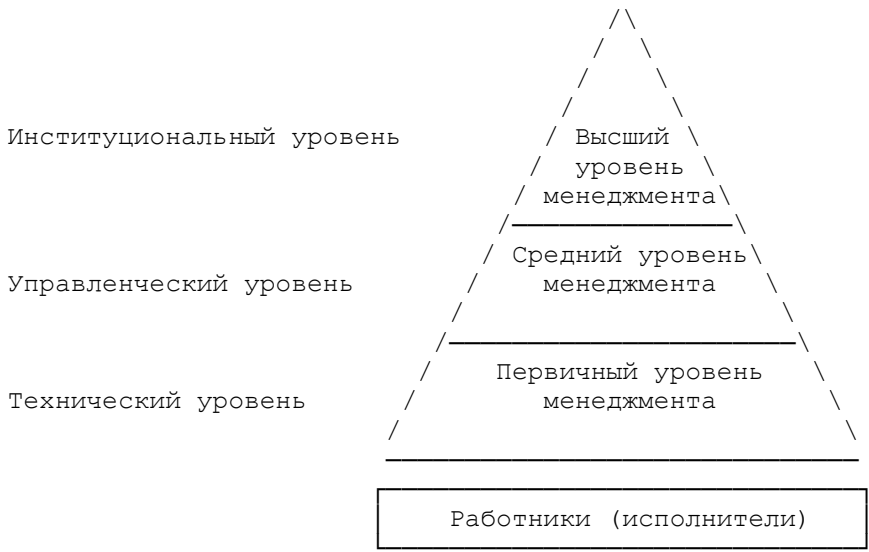 Институциональный уровень
Высший
уровень
менеджмента
Средний уровень
Управленческий уровень
менеджмента
Первичный уровень
Технический уровень
менеджмента
Работники (исполнители)